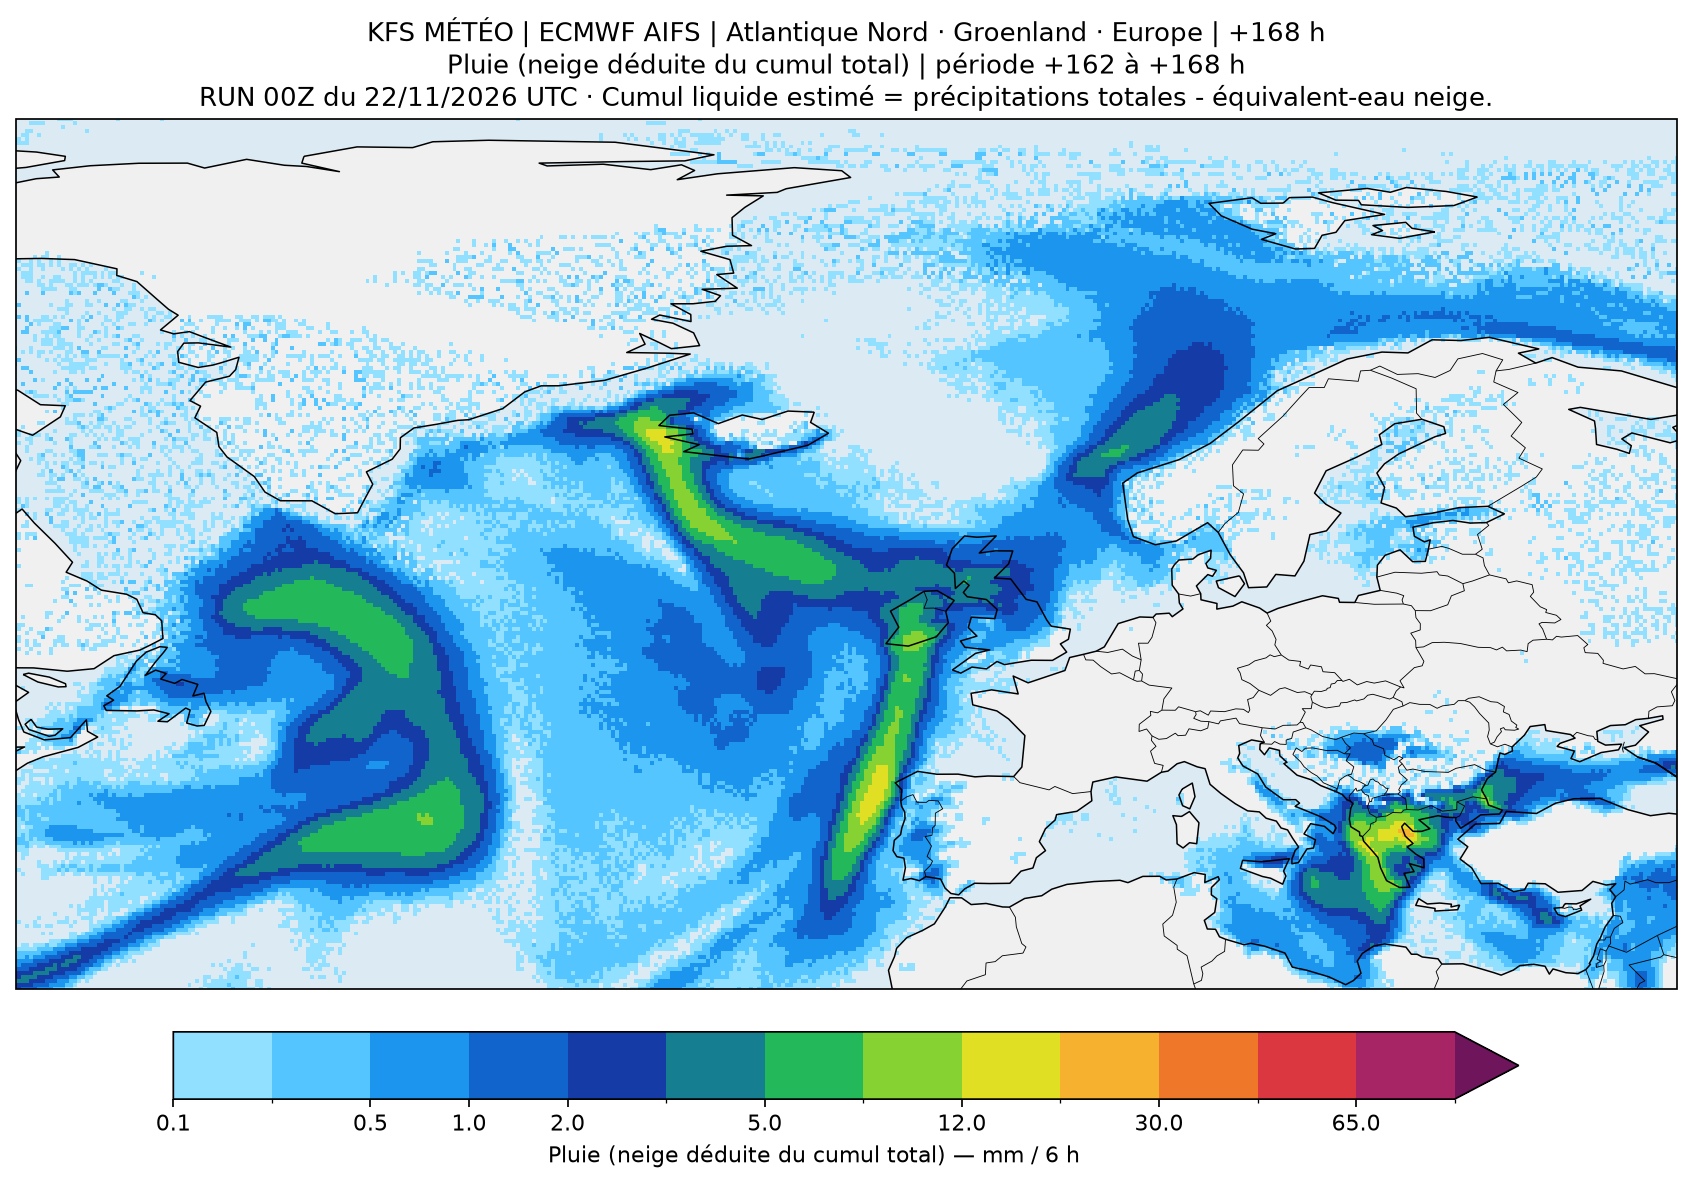 KFS MÉTÉO | ECMWF AIFS | Atlantique Nord · Groenland · Europe | +168 h
Pluie (neige déduite du cumul total) | période +162 à +168 h
RUN 00Z du 22/11/2026 UTC · Cumul liquide estimé = précipitations totales - équivalent-eau neige.
0.1 0.5 1.0 2.0 5.0 12.0 30.0 65.0
Pluie (neige déduite du cumul total) — mm / 6 h